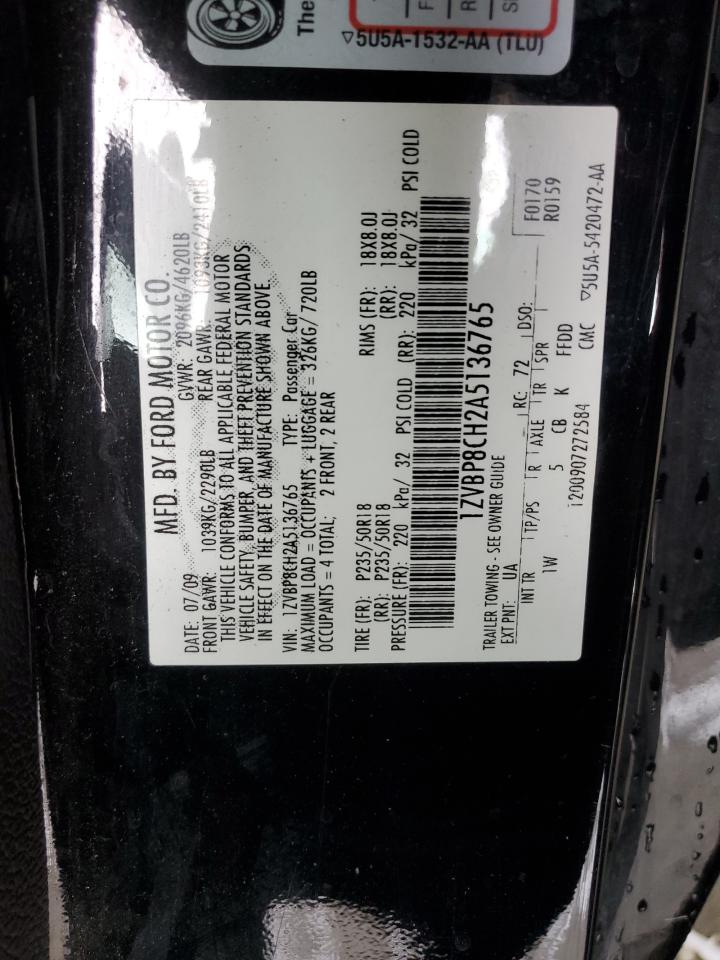 The
F
R
S
▽5U5A-1532-AA (TLU)
MFD. BY FORD MOTOR CO.
DATE: 07/09 GVWR: 2096KG/4620LB
FRONT GAWR: 1039KG/2290LB REAR GAWR: 1093KG/2410LB
THIS VEHICLE CONFORMS TO ALL APPLICABLE FEDERAL MOTOR
VEHICLE SAFETY, BUMPER, AND THEFT PREVENTION STANDARDS
IN EFFECT ON THE DATE OF MANUFACTURE SHOWN ABOVE.
VIN: 1ZVBP8CH2A5136765 TYPE: Passenger Car
MAXIMUM LOAD = OCCUPANTS + LUGGAGE = 326KG/ 720LB
OCCUPANTS = 4 TOTAL; 2 FRONT, 2 REAR
TIRE (FR): P235/50R18 RIMS (FR): 18X8.0J
(RR): P235/50R18 (RR): 18X8.0J
PRESSURE (FR): 220 kPa/ 32 PSI COLD (RR): 220 kPa/ 32 PSI COLD
1ZVBP8CH2A5136765
TRAILER TOWING - SEE OWNER GUIDE
EXT PNT: UA RC: 72 DSO: F0170
R0159
INT TR TP/PS R AXLE TR SPR
1W 5 CB K FFDD
1200907272584 CMC ▽5U5A-5420472-AA